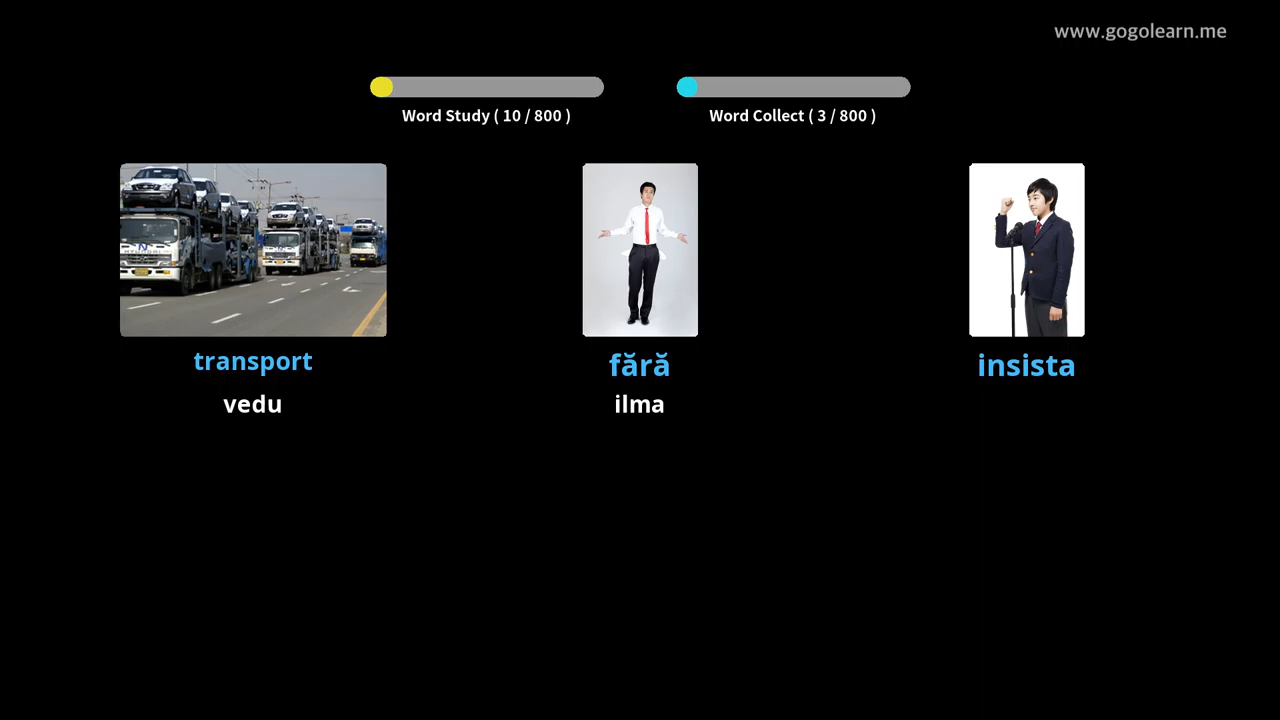 www.gogolearn.me
Word Study ( 10 / 800 )
Word Collect ( 3 / 800 )
transport
fără
insista
vedu
ilma